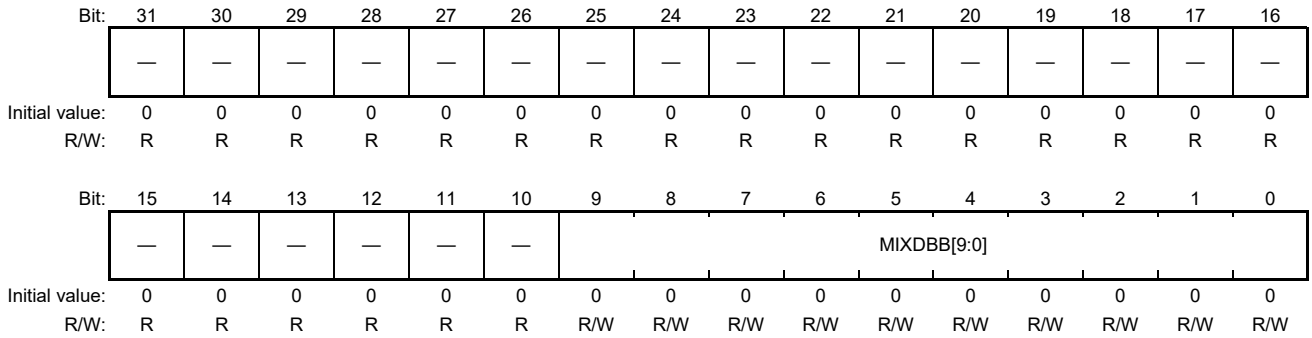 Bit: 31 30 29 28 27 26 25 24 23 22 21 20 19 18 17 16
— — — — — — — — — — — — — — — —
Initial value: 0 0 0 0 0 0 0 0 0 0 0 0 0 0 0 0
R/W: R R R R R R R R R R R R R R R R
Bit: 15 14 13 12 11 10 9 8 7 6 5 4 3 2 1 0
— — — — — — MIXDBB[9:0]
Initial value: 0 0 0 0 0 0 0 0 0 0 0 0 0 0 0 0
R/W: R R R R R R R/W R/W R/W R/W R/W R/W R/W R/W R/W R/W